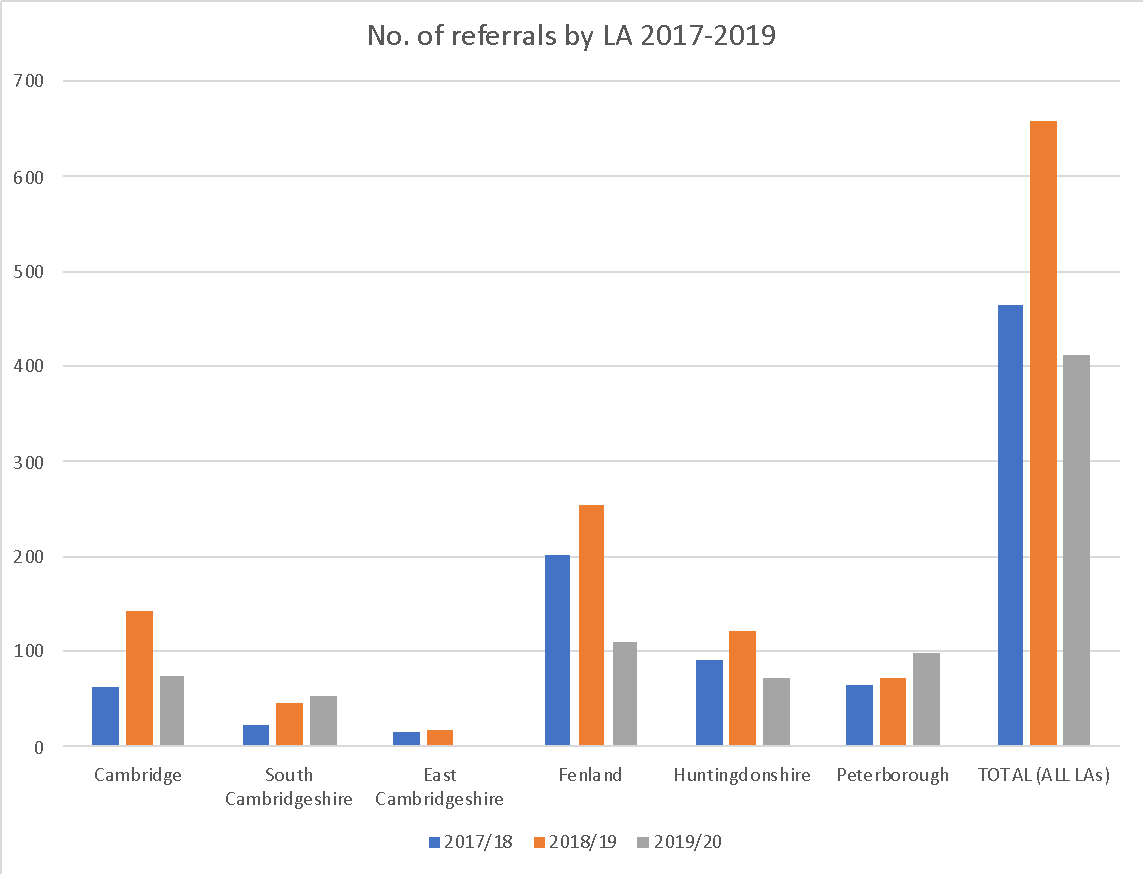 No. of referrals by LA 2017-2019
700
600
500
400
300
200
100
0
Cambridge
South
Cambridgeshire
East
Cambridgeshire
Fenland
Huntingdonshire
Peterborough
TOTAL (ALL LAs)
2017/18 2018/19 2019/20